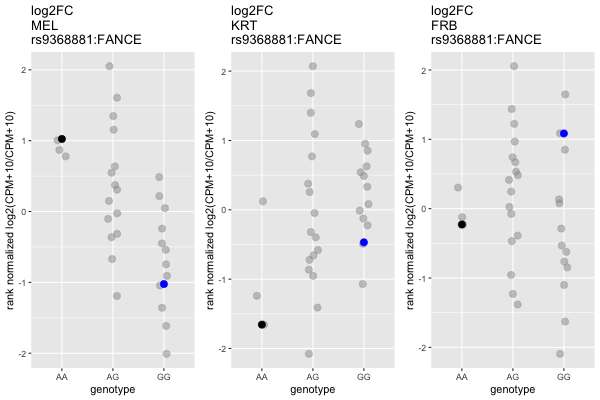 log2FC
MEL
rs9368881:FANCE
rank normalized log2(CPM+10/CPM+10)
2
1
0
-1
-2
AA
AG
GG
genotype
log2FC
KRT
rs9368881:FANCE
rank normalized log2(CPM+10/CPM+10)
2
1
0
-1
-2
AA
AG
GG
genotype
log2FC
FRB
rs9368881:FANCE
rank normalized log2(CPM+10/CPM+10)
2
1
0
-1
-2
AA
AG
GG
genotype